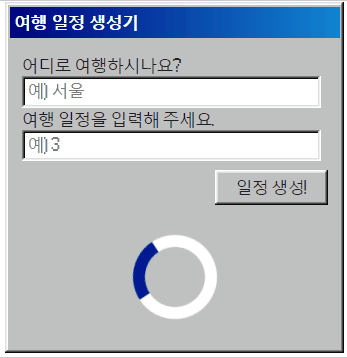 여행 일정 생성기
어디로 여행하시나요?
예) 서울
여행 일정을 입력해 주세요.
예) 3
일정 생성!